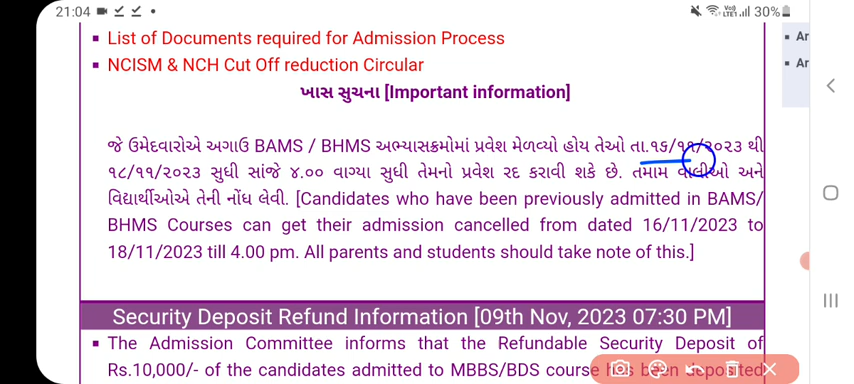 21:04
30%
List of Documents required for Admission Process
NCISM & NCH Cut Off reduction Circular
ખાસ સુચના [Important information]
જે ઉમેદવારોએ અગાઉ BAMS / BHMS અભ્યાસક્રમોમાં પ્રવેશ મેળવ્યો હોય તેઓ તા.૧૬/૧૧/૨૦૨૩ થી
૧૮/૧૧/૨૦૨૩ સુધી સાંજે ૪.૦૦ વાગ્યા સુધી તેમનો પ્રવેશ રદ કરાવી શકે છે. તમામ વાલીઓ અને
વિદ્યાર્થીઓએ તેની નોંધ લેવી. [Candidates who have been previously admitted in BAMS/
BHMS Courses can get their admission cancelled from dated 16/11/2023 to
18/11/2023 till 4.00 pm. All parents and students should take note of this.]
Security Deposit Refund Information [09th Nov, 2023 07:30 PM]
The Admission Committee informs that the Refundable Security Deposit of
Rs.10,000/- of the candidates admitted to MBBS/BDS course has been deposited
Ar
Ar